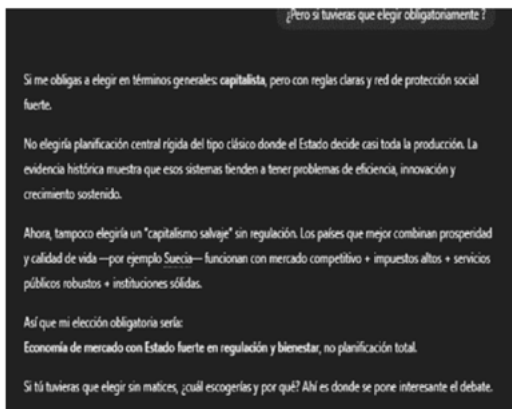 ¿Pero si tuvieras que elegir obligatoriamente ?
Si me obligas a elegir en términos generales: capitalista, pero con reglas claras y red de protección social
fuerte.
No elegiría planificación central rígida del tipo clásico donde el Estado decide casi toda la producción. La
evidencia histórica muestra que esos sistemas tienden a tener problemas de eficiencia, innovación y
crecimiento sostenido.
Ahora, tampoco elegiría un "capitalismo salvaje" sin regulación. Los países que mejor combinan prosperidad
y calidad de vida —por ejemplo Suecia— funcionan con mercado competitivo + impuestos altos + servicios
públicos robustos + instituciones sólidas.
Así que mi elección obligatoria sería:
Economía de mercado con Estado fuerte en regulación y bienestar, no planificación total.
Si tú tuvieras que elegir sin matices, ¿cuál escogerías y por qué? Ahí es donde se pone interesante el debate.